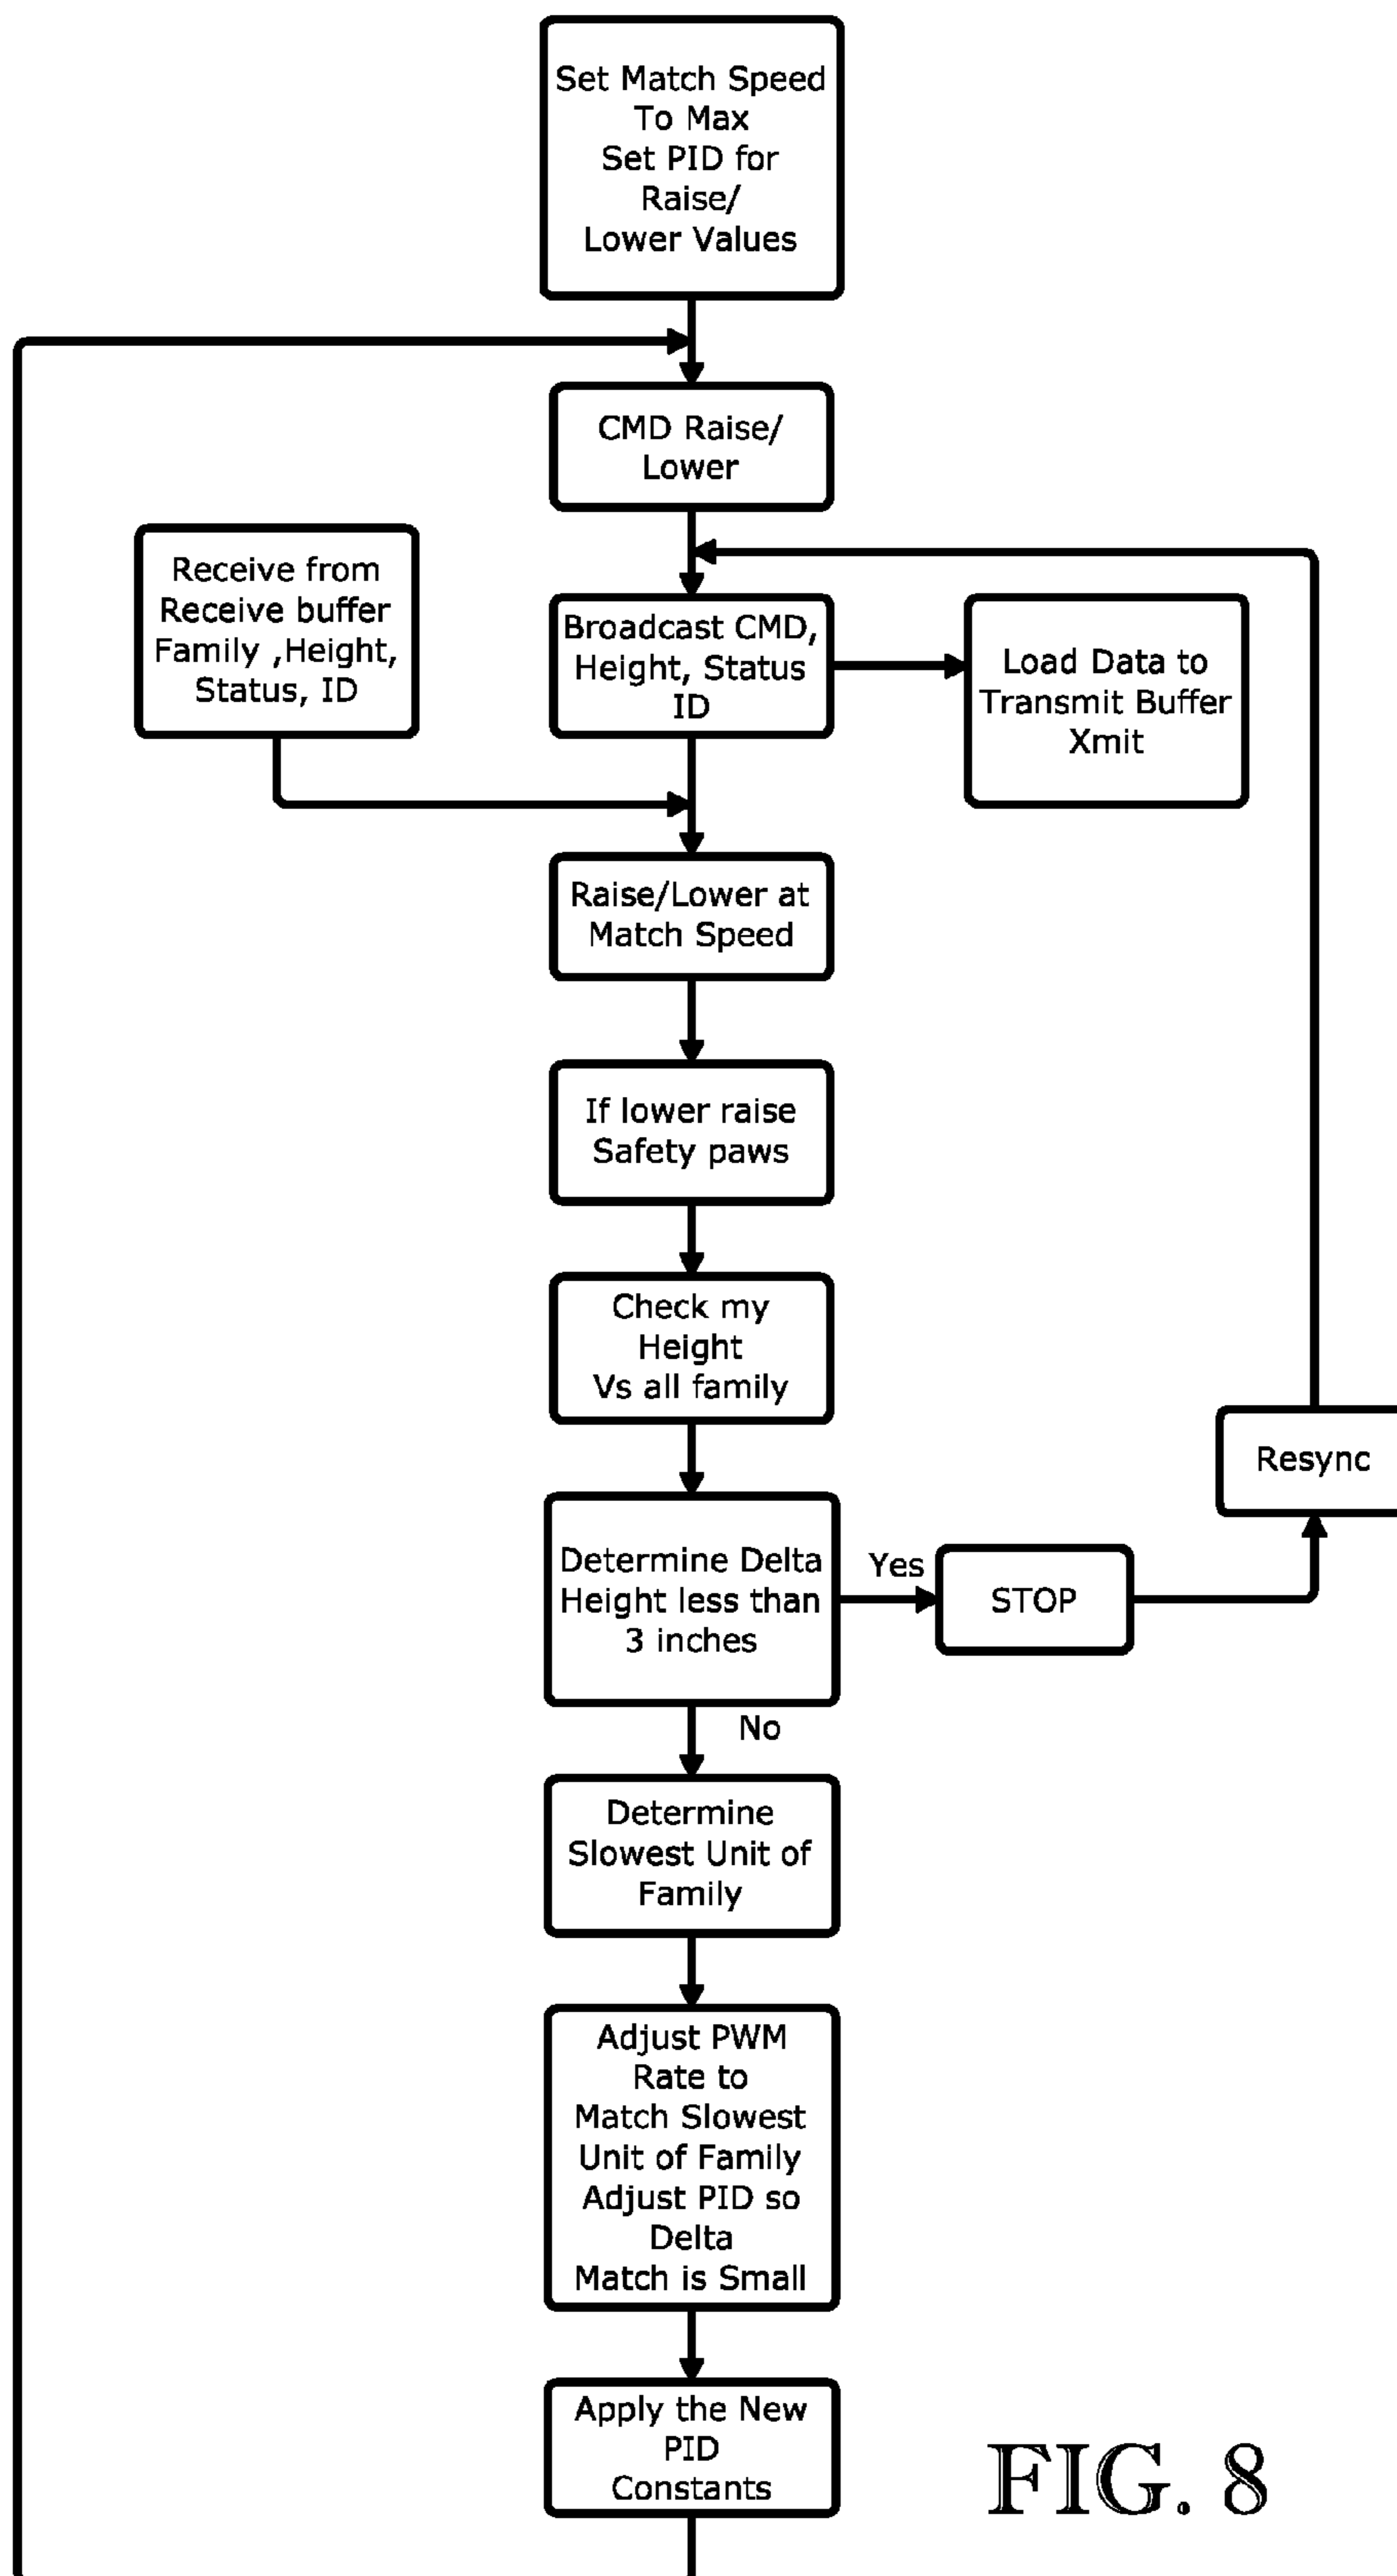 Set Match Speed
To Max
Set PID for
Raise/
Lower Values
CMD Raise/
Lower
Receive from
Receive buffer
Family ,Height,
Status, ID
Broadcast CMD,
Height, Status
ID
Load Data to
Transmit Buffer
Xmit
Raise/Lower at
Match Speed
If lower raise
Safety paws
Check my
Height
Vs all family
Resync
Determine Delta
Height less than
3 inches
Yes
STOP
No
Determine
Slowest Unit of
Family
Adjust PWM
Rate to
Match Slowest
Unit of Family
Adjust PID so
Delta
Match is Small
Apply the New
PID
Constants
FIG. 8